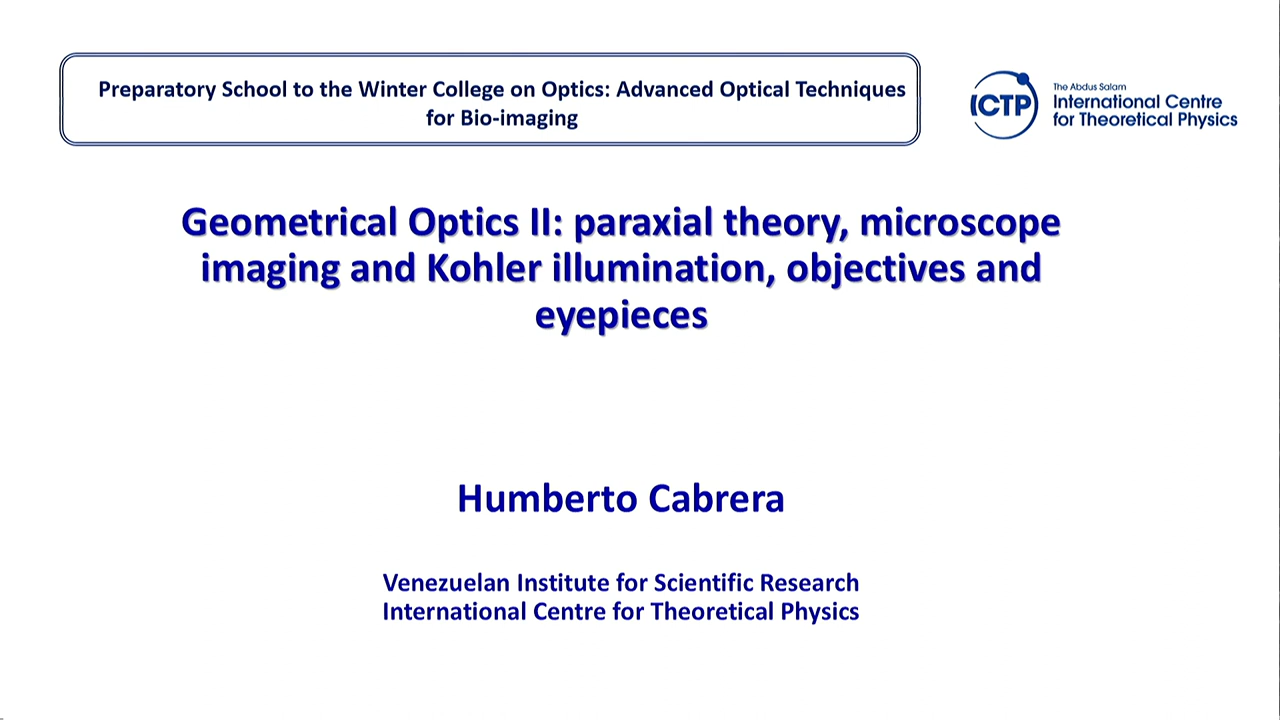 Preparatory School to the Winter College on Optics: Advanced Optical Techniques
for Bio-imaging
The Abdus Salam
ICTP
International Centre
for Theoretical Physics
Geometrical Optics II: paraxial theory, microscope
imaging and Kohler illumination, objectives and
eyepieces
Humberto Cabrera
Venezuelan Institute for Scientific Research
International Centre for Theoretical Physics